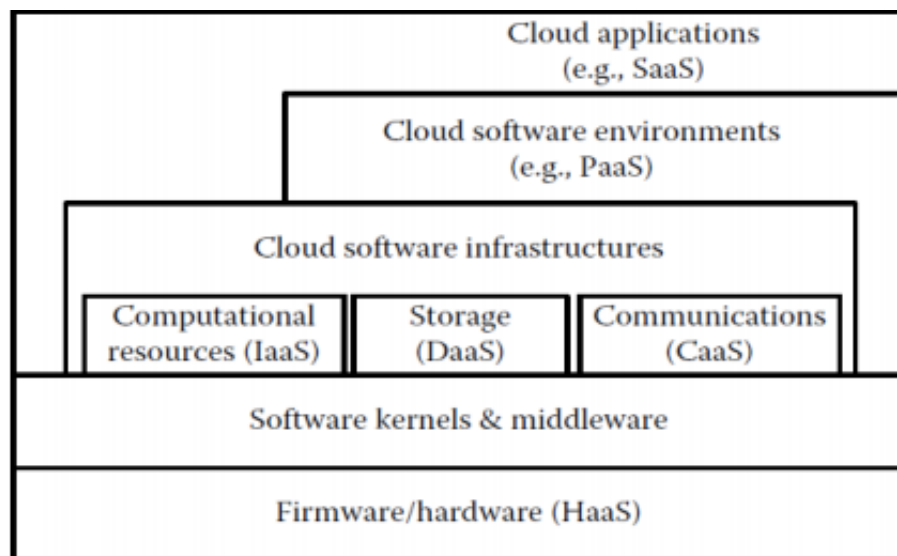 Cloud applications
(e.g., SaaS)
Cloud software environments
(e.g., PaaS)
Cloud software infrastructures
Computational
resources (IaaS)
Storage
(DaaS)
Communications
(CaaS)
Software kernels & middleware
Firmware/hardware (HaaS)